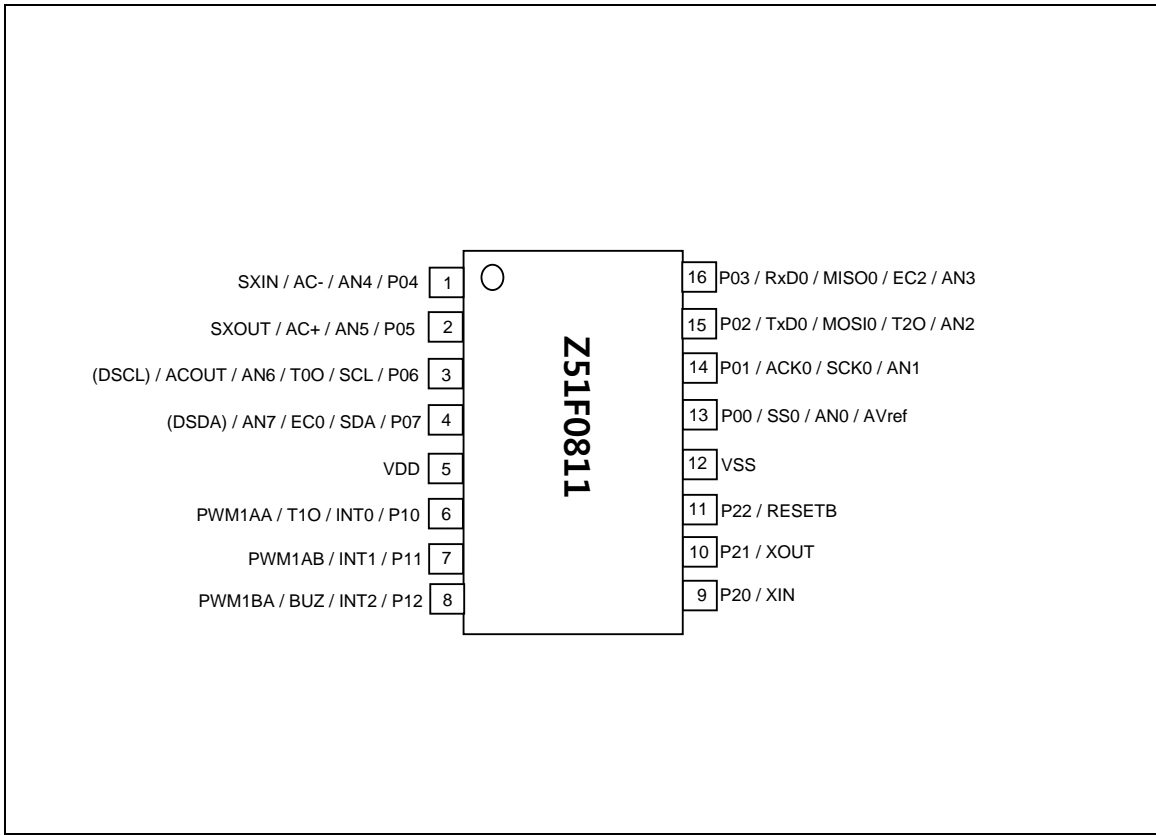 SXIN / AC- / AN4 / P04 1
SXOUT / AC+ / AN5 / P05 2
(DSCL) / ACOUT / AN6 / T0O / SCL / P06 3
(DSDA) / AN7 / EC0 / SDA / P07 4
VDD 5
PWM1AA / T1O / INT0 / P10 6
PWM1AB / INT1 / P11 7
PWM1BA / BUZ / INT2 / P12 8
Z51F0811
16 P03 / RxD0 / MISO0 / EC2 / AN3
15 P02 / TxD0 / MOSI0 / T2O / AN2
14 P01 / ACK0 / SCK0 / AN1
13 P00 / SS0 / AN0 / AVref
12 VSS
11 P22 / RESETB
10 P21 / XOUT
9 P20 / XIN